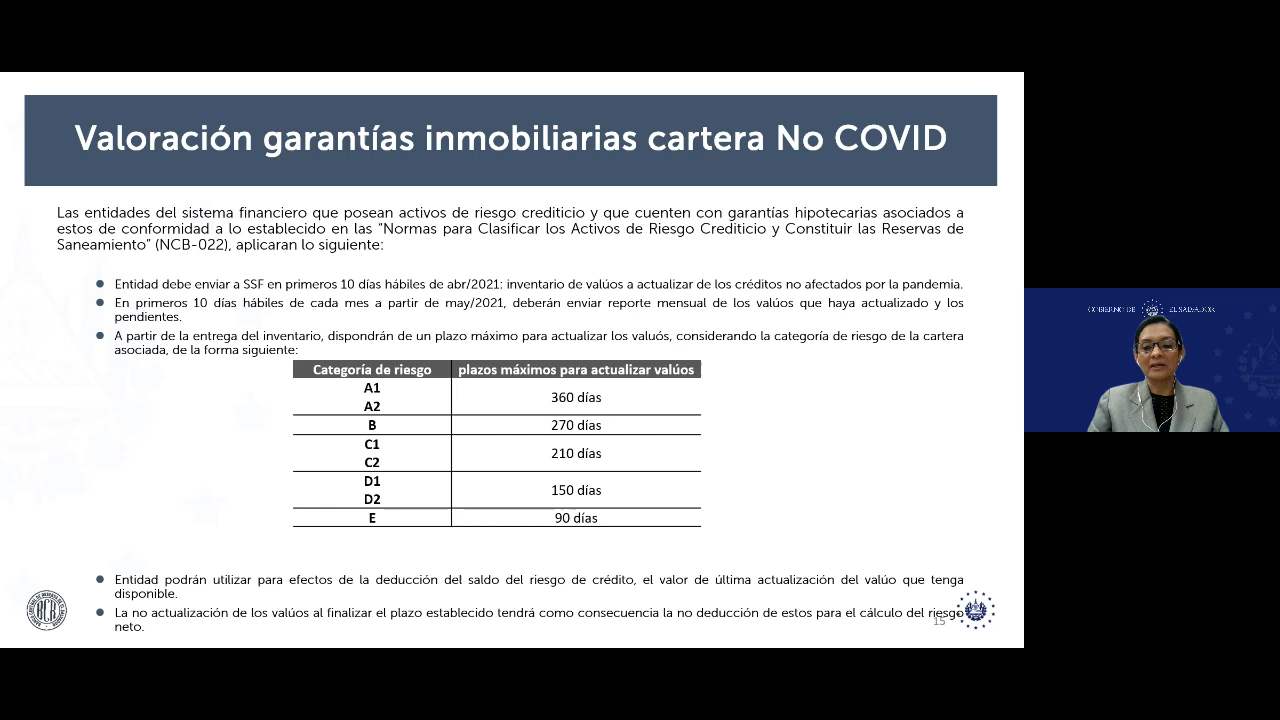 Valoración garantías inmobiliarias cartera No COVID
Las entidades del sistema financiero que posean activos de riesgo crediticio y que cuenten con garantías hipotecarias asociados a
estos de conformidad a lo establecido en las “Normas para Clasificar los Activos de Riesgo Crediticio y Constituir las Reservas de
Saneamiento” (NCB-022), aplicaran lo siguiente:
● Entidad debe enviar a SSF en primeros 10 días hábiles de abr/2021: inventario de valúos a actualizar de los créditos no afectados por la pandemia.
● En primeros 10 días hábiles de cada mes a partir de may/2021, deberán enviar reporte mensual de los valúos que haya actualizado y los
pendientes.
● A partir de la entrega del inventario, dispondrán de un plazo máximo para actualizar los valuós, considerando la categoría de riesgo de la cartera
asociada, de la forma siguiente:
Categoría de riesgo plazos máximos para actualizar valúos
A1
A2
360 días
B 270 días
C1
C2
210 días
D1
D2
150 días
E 90 días
● Entidad podrán utilizar para efectos de la deducción del saldo del riesgo de crédito, el valor de última actualización del valúo que tenga
disponible.
● La no actualización de los valúos al finalizar el plazo establecido tendrá como consecuencia la no deducción de estos para el cálculo del riesgo
neto.
15
BCR
GOBIERNO DE EL SALVADOR